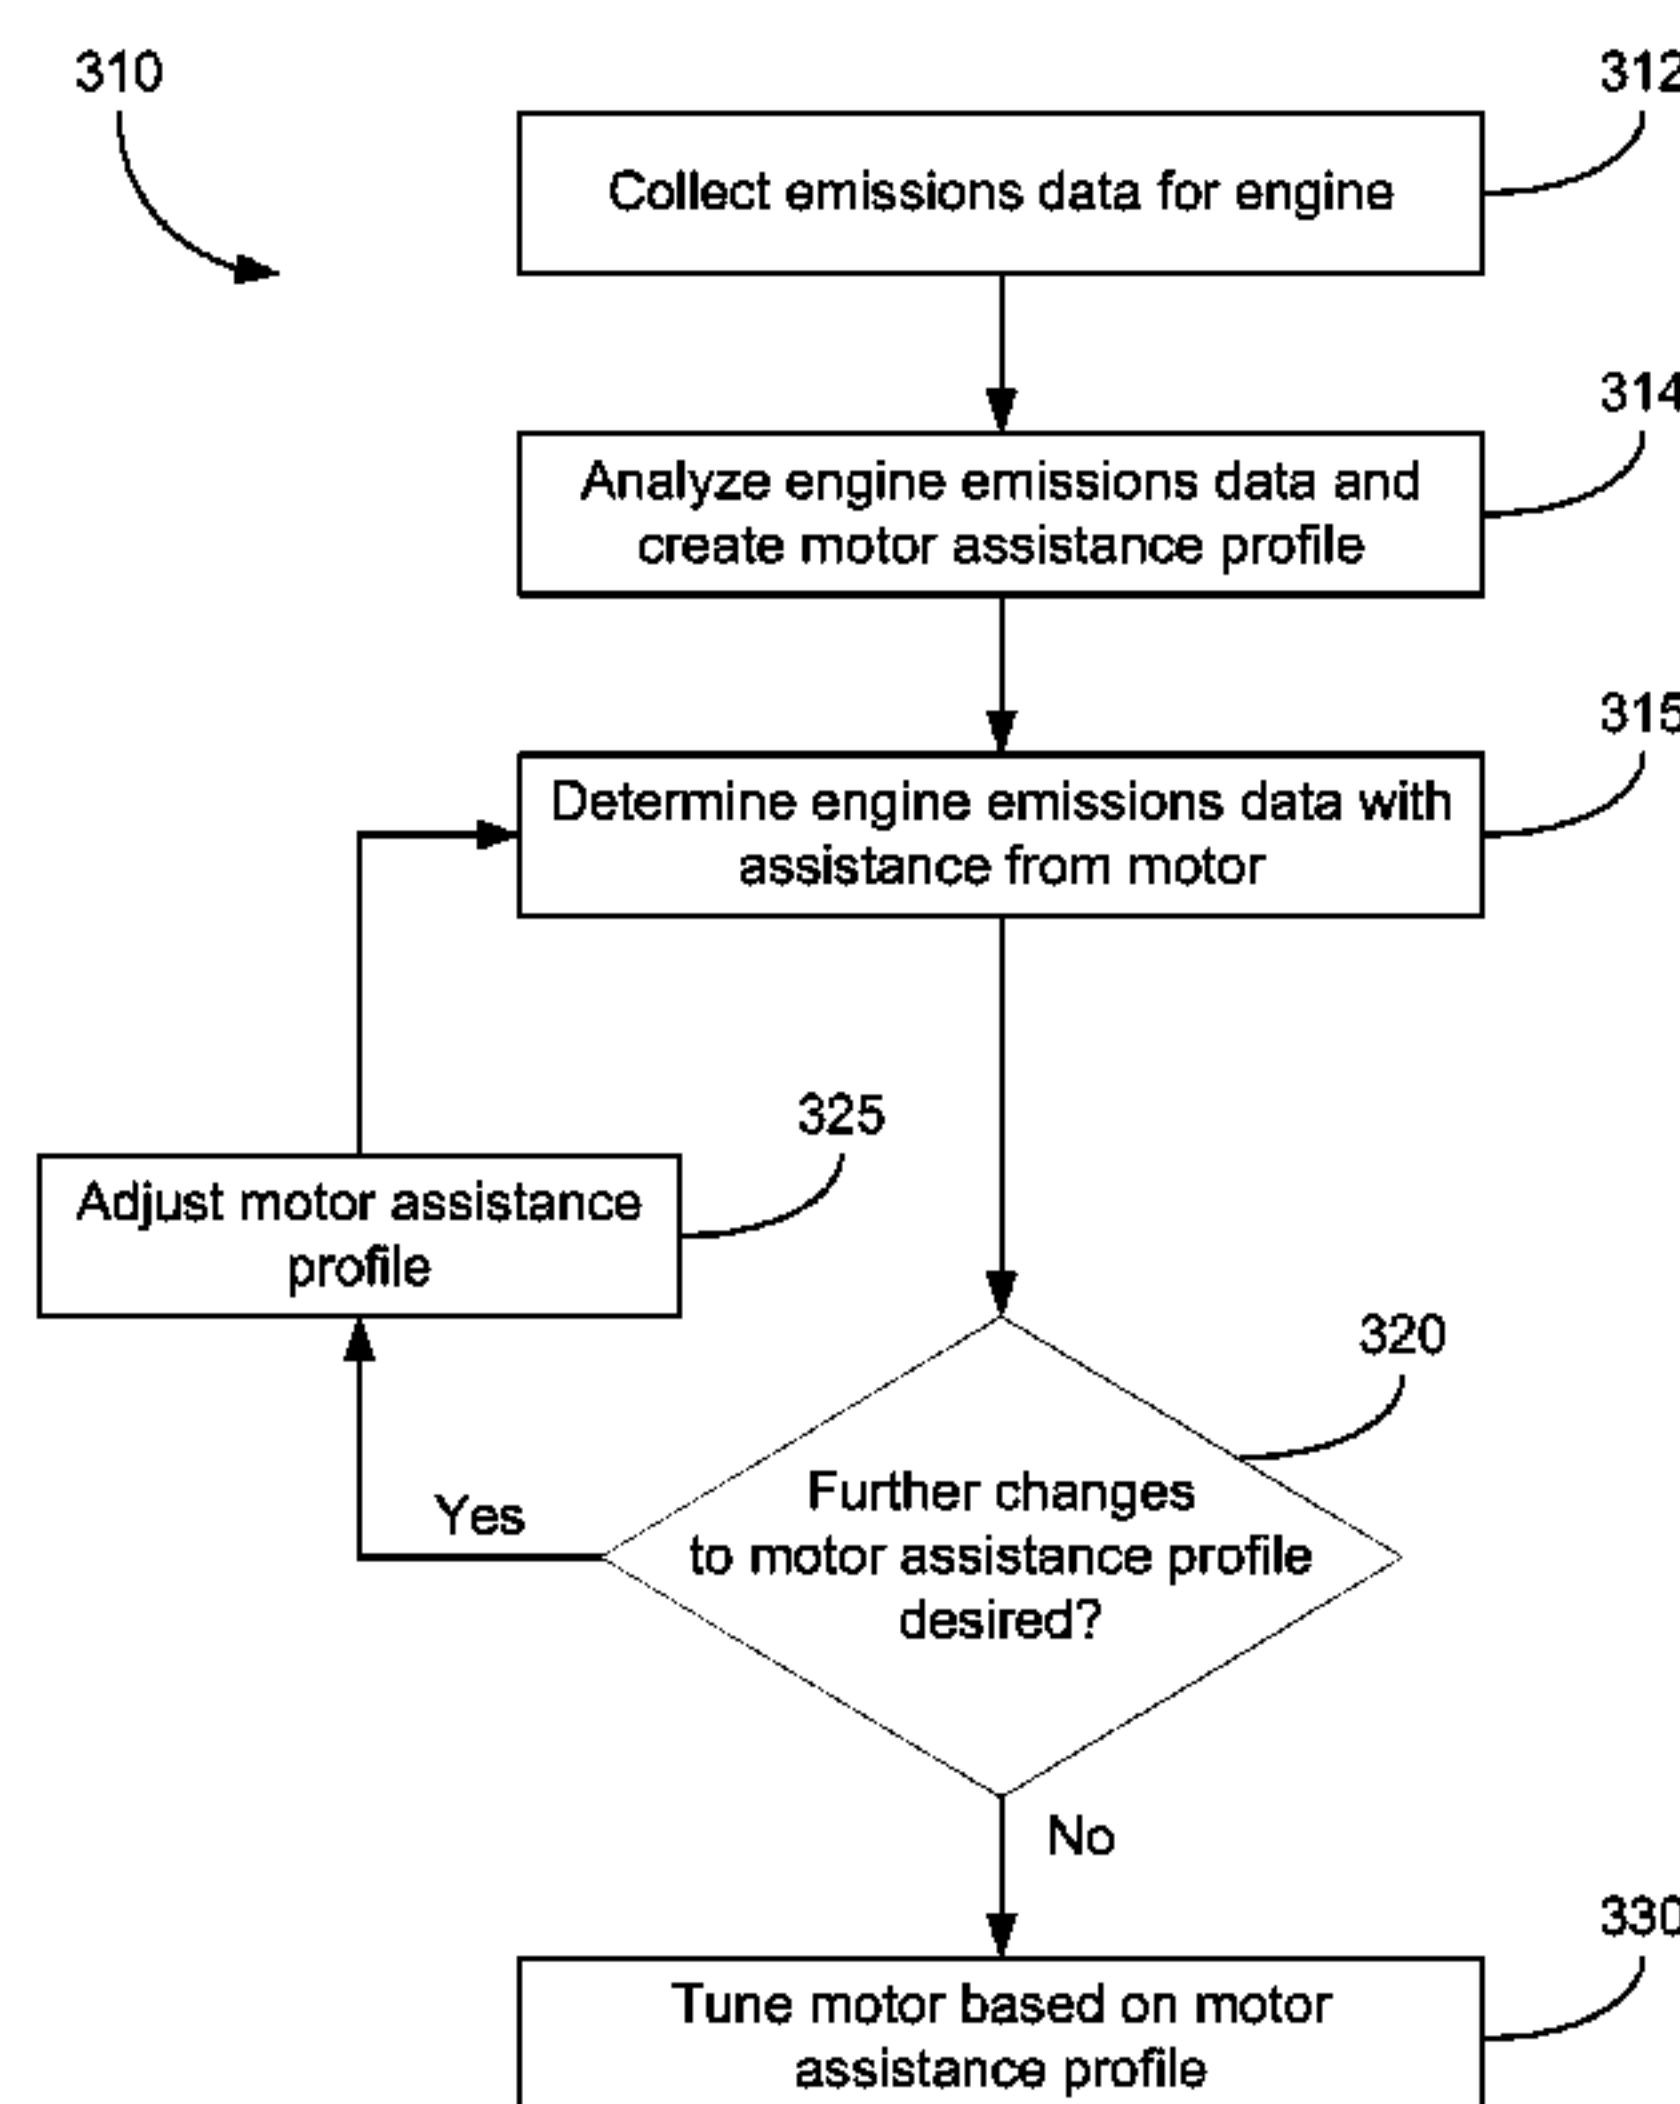 310
312
Collect emissions data for engine
314
Analyze engine emissions data and
create motor assistance profile
315
Determine engine emissions data with
assistance from motor
325
Adjust motor assistance
profile
320
Further changes
to motor assistance profile
desired?
Yes
No
330
Tune motor based on motor
assistance profile